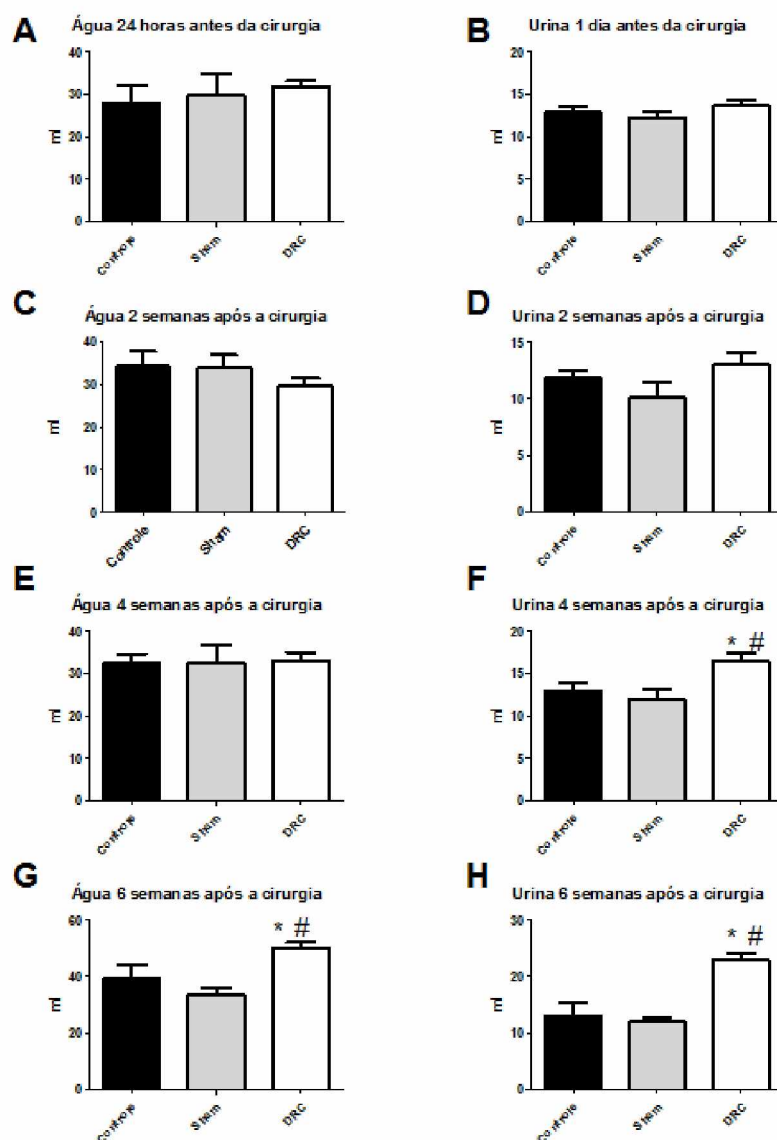 A
Água 24 horas antes da cirurgia
40
30
20
10
0
ml
Controle
Sham
DRC
B
Urina 1 dia antes da cirurgia
20
15
10
5
0
ml
Controle
Sham
DRC
C
Água 2 semanas após a cirurgia
40
30
20
10
0
ml
Controle
Sham
DRC
D
Urina 2 semanas após a cirurgia
15
10
5
0
ml
Controle
Sham
DRC
E
Água 4 semanas após a cirurgia
40
30
20
10
0
ml
Controle
Sham
DRC
F
Urina 4 semanas após a cirurgia
20
15
10
5
0
ml
* #
Controle
Sham
DRC
G
Água 6 semanas após a cirurgia
60
40
20
0
ml
* #
Controle
Sham
DRC
H
Urina 6 semanas após a cirurgia
30
20
10
0
ml
* #
Controle
Sham
DRC